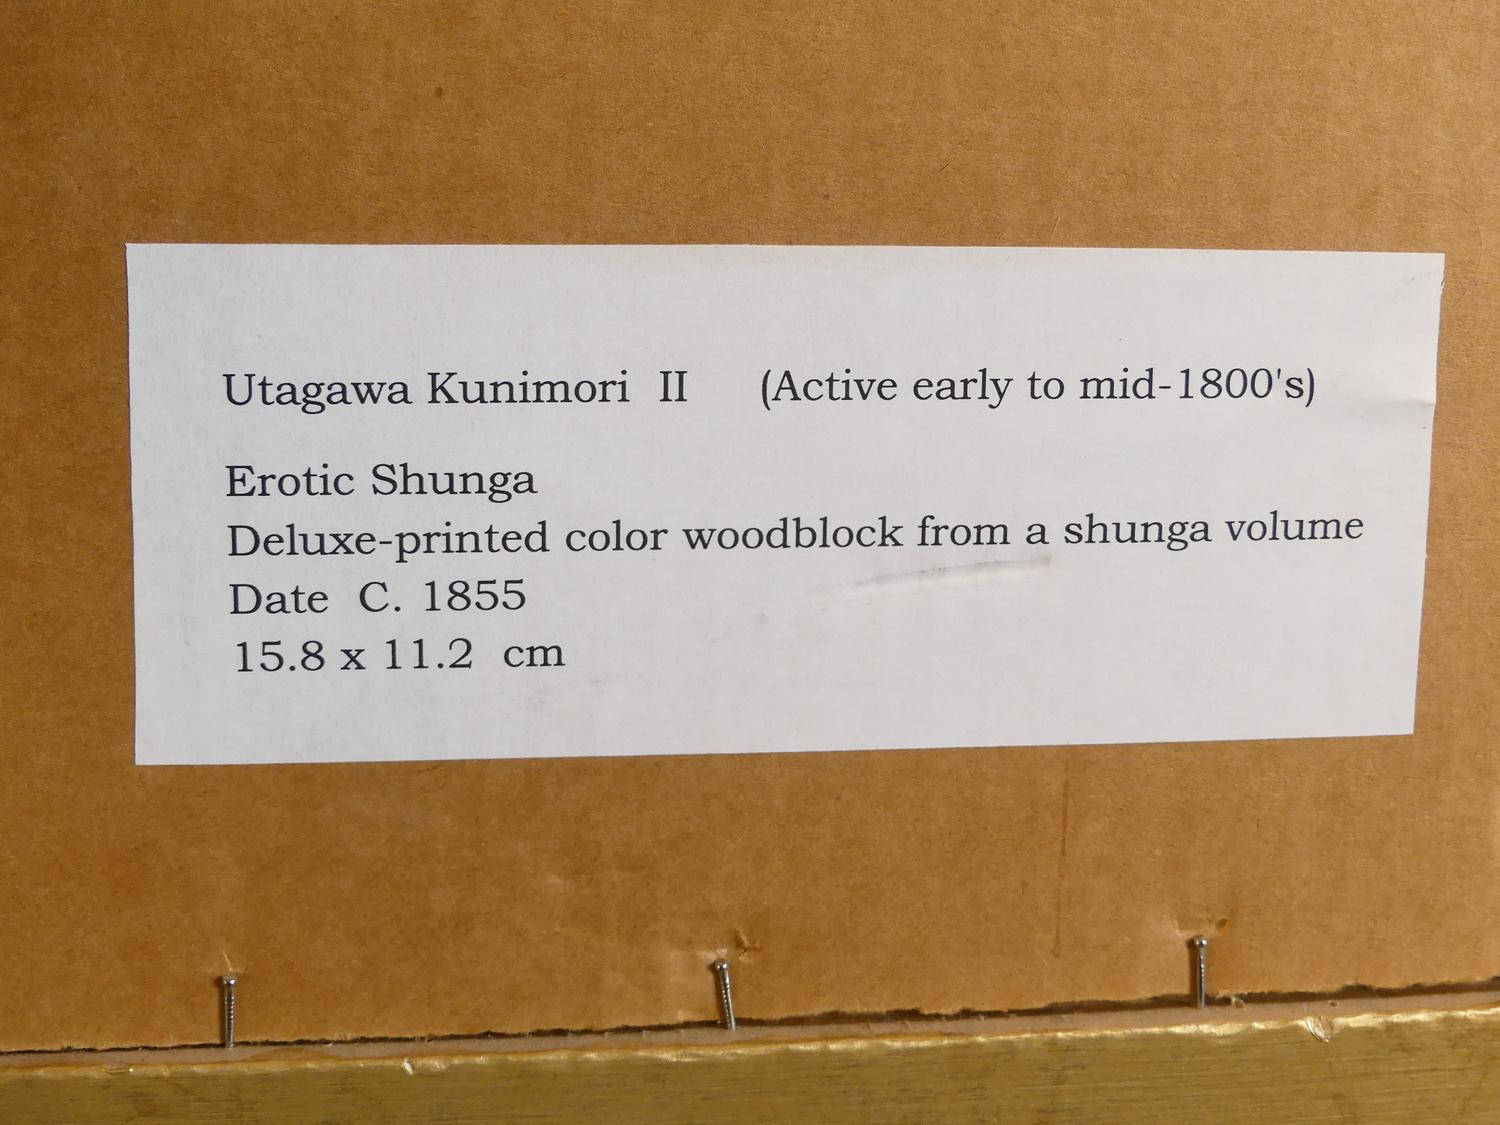 Utagawa Kunimori II (Active early to mid-1800's)
Erotic Shunga
Deluxe-printed color woodblock from a shunga volume
Date C. 1855
15.8 x 11.2 cm